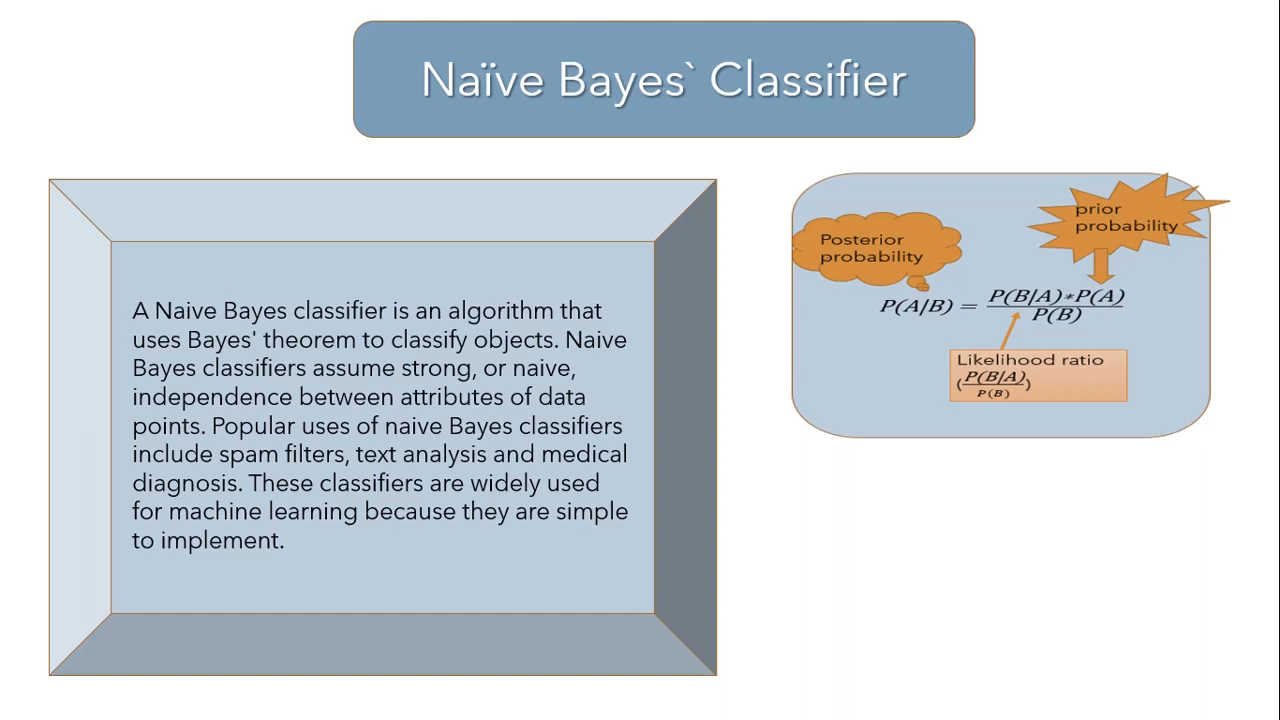 Naïve Bayes` Classifier
A Naive Bayes classifier is an algorithm that
uses Bayes' theorem to classify objects. Naive
Bayes classifiers assume strong, or naive,
independence between attributes of data
points. Popular uses of naive Bayes classifiers
include spam filters, text analysis and medical
diagnosis. These classifiers are widely used
for machine learning because they are simple
to implement.
prior
probability
Posterior
probability
P(A/B) = P(B/A)*P(A) / P(B)
Likelihood ratio
(P(B/A) / P(B))